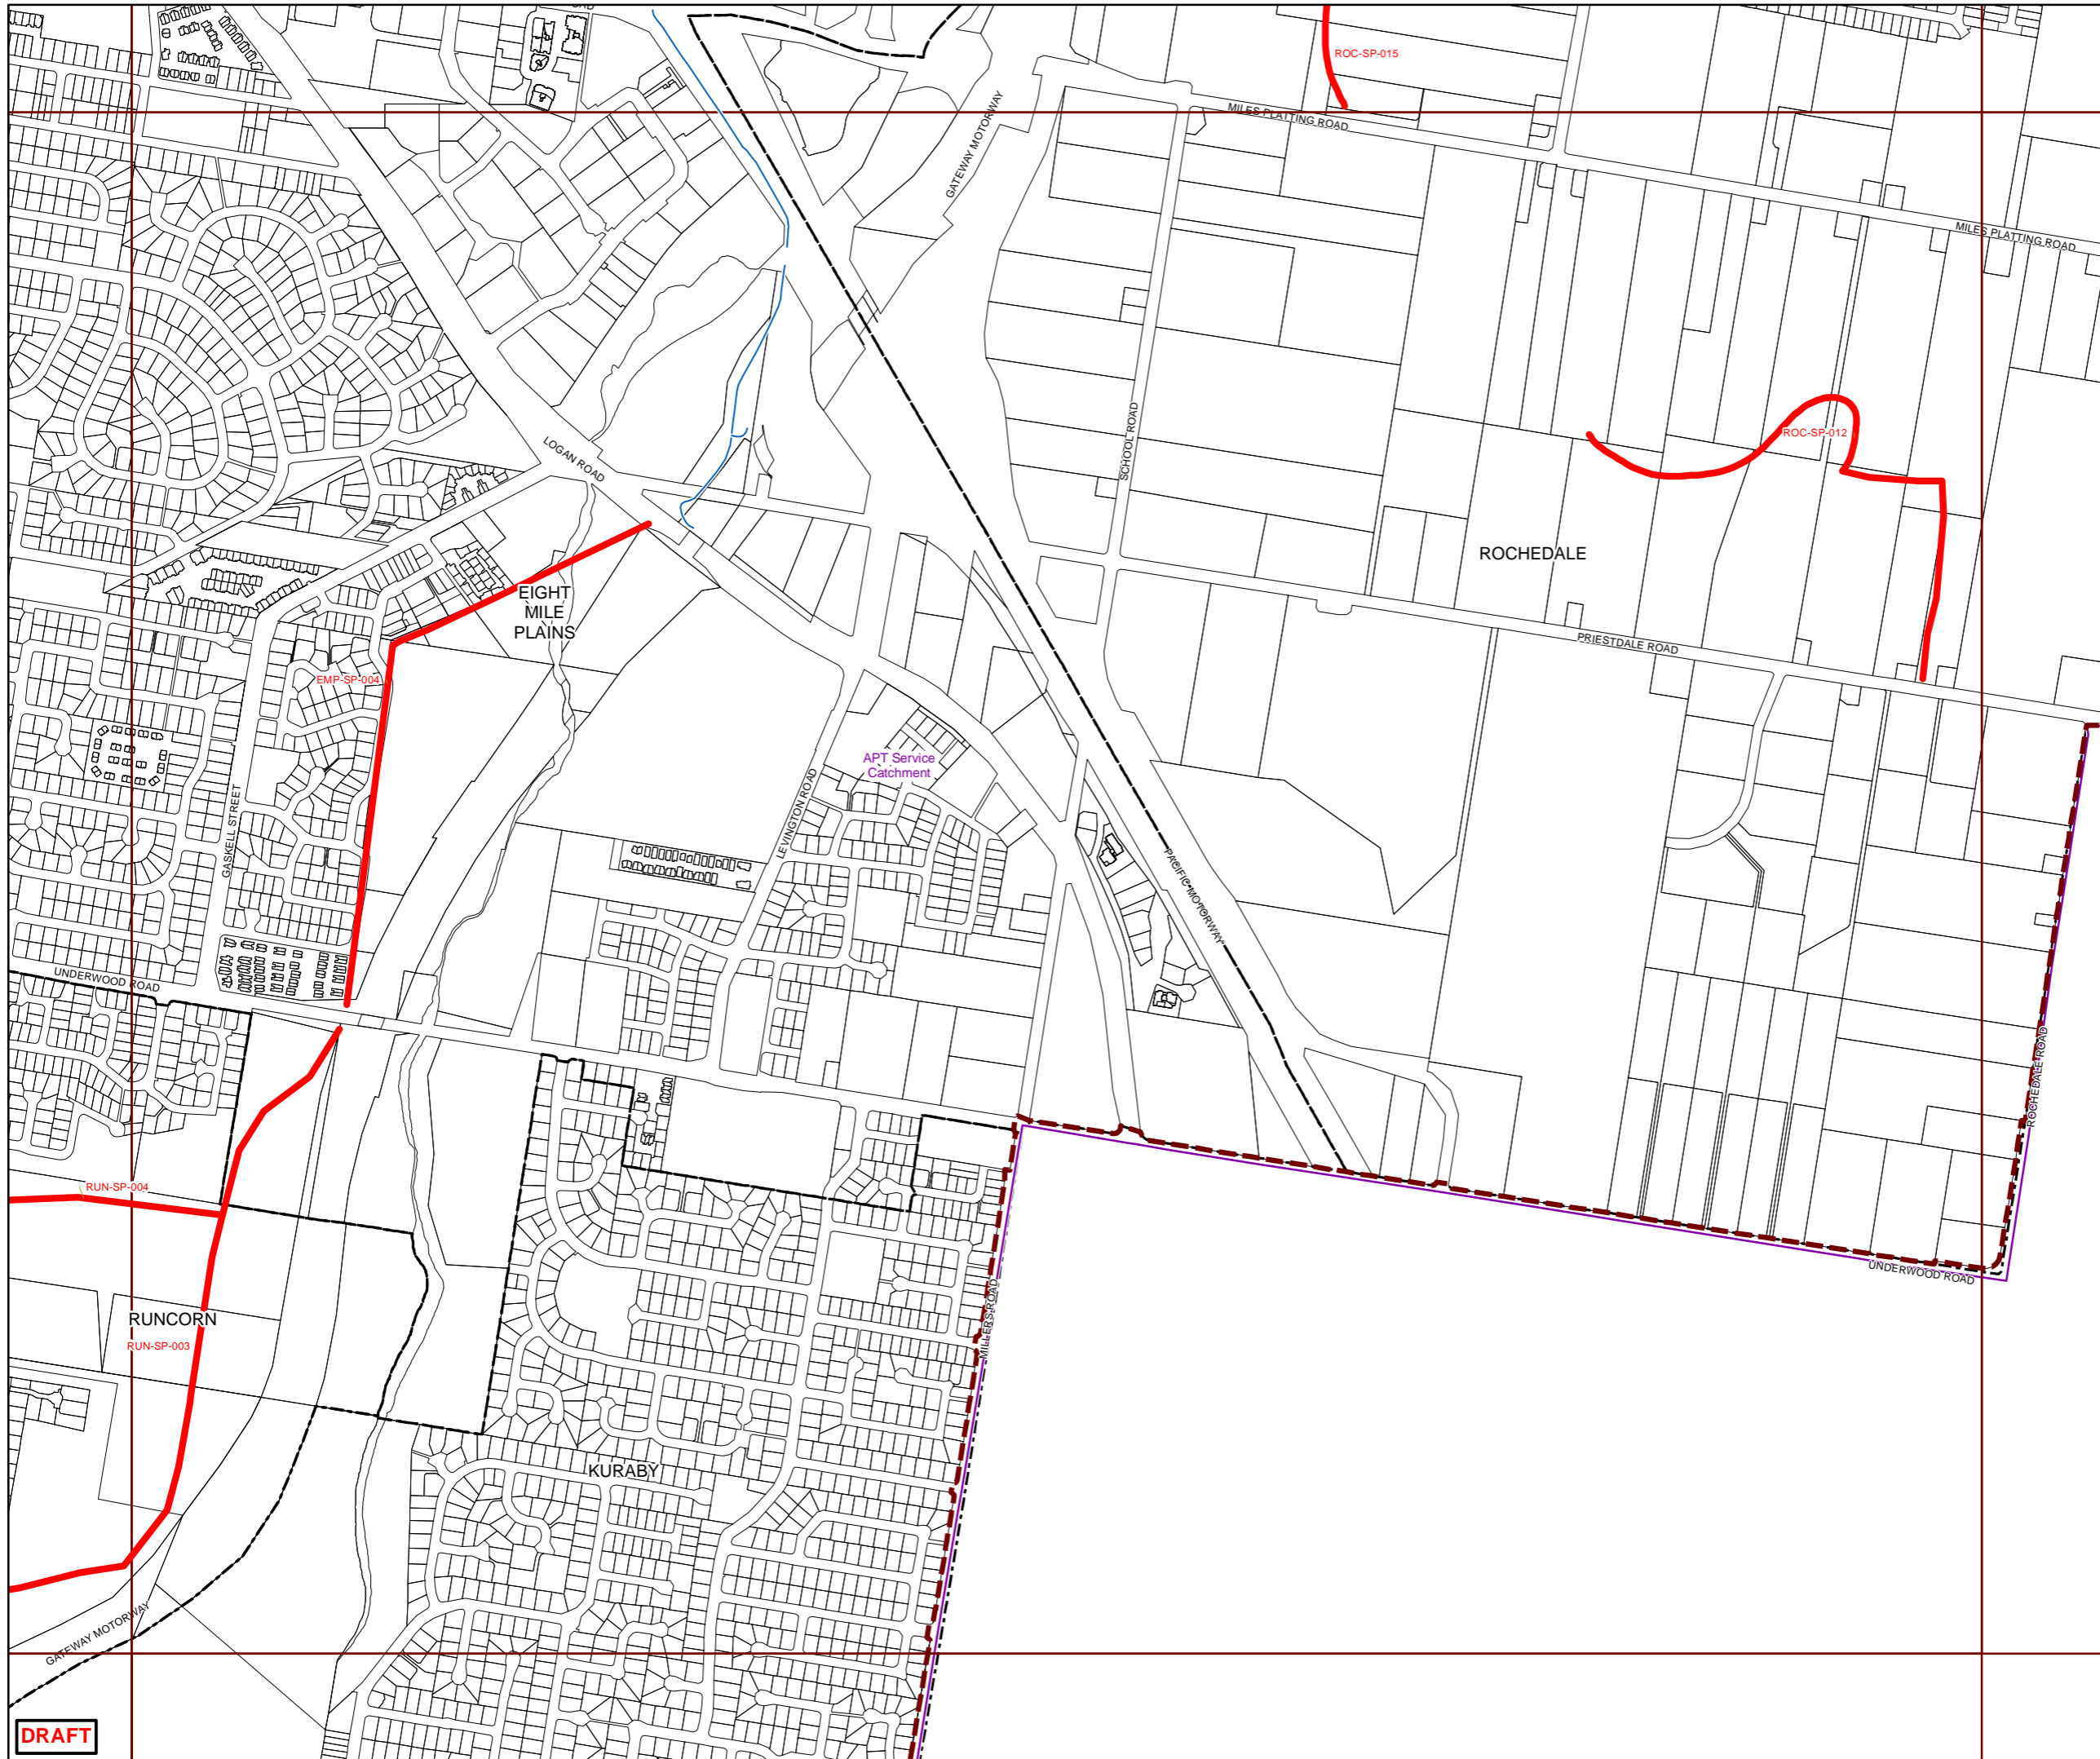 ROC-SP-015
MILES PLATTING ROAD
GATEWAY MOTORWAY
MILES PLATTING ROAD
ROC-SP-012
LOGAN ROAD
SCHOOL ROAD
ROCHEDALE
EIGHT
MILE
PLAINS
PRIESTDALE ROAD
EMP-SP-004
APT Service
Catchment
LEVINGTON ROAD
GASKELL STREET
PACIFIC MOTORWAY
UNDERWOOD ROAD
ROCHEDALE ROAD
RUN-SP-004
UNDERWOOD ROAD
RUNCORN
RUN-SP-003
MILLERS ROAD
KURABY
GATEWAY MOTORWAY
DRAFT